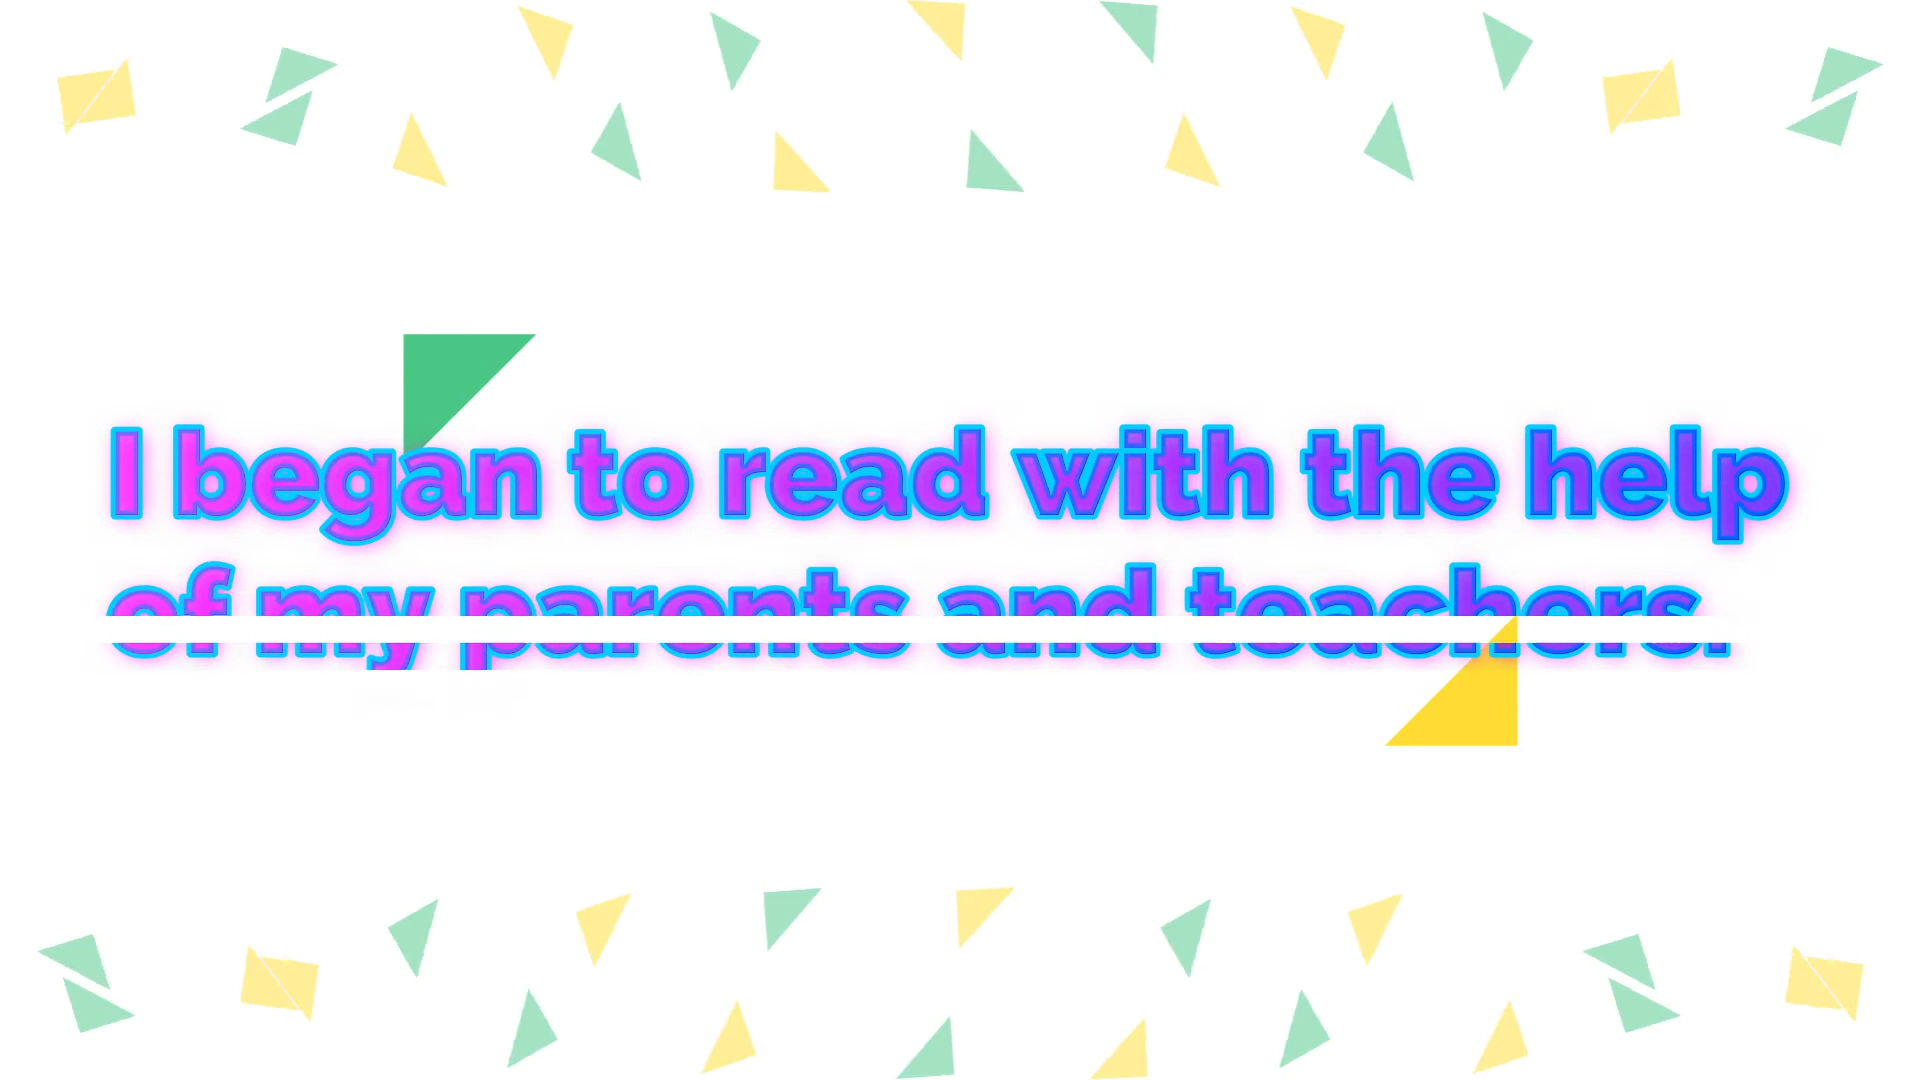 I began to read with the help
of my parents and teachers.